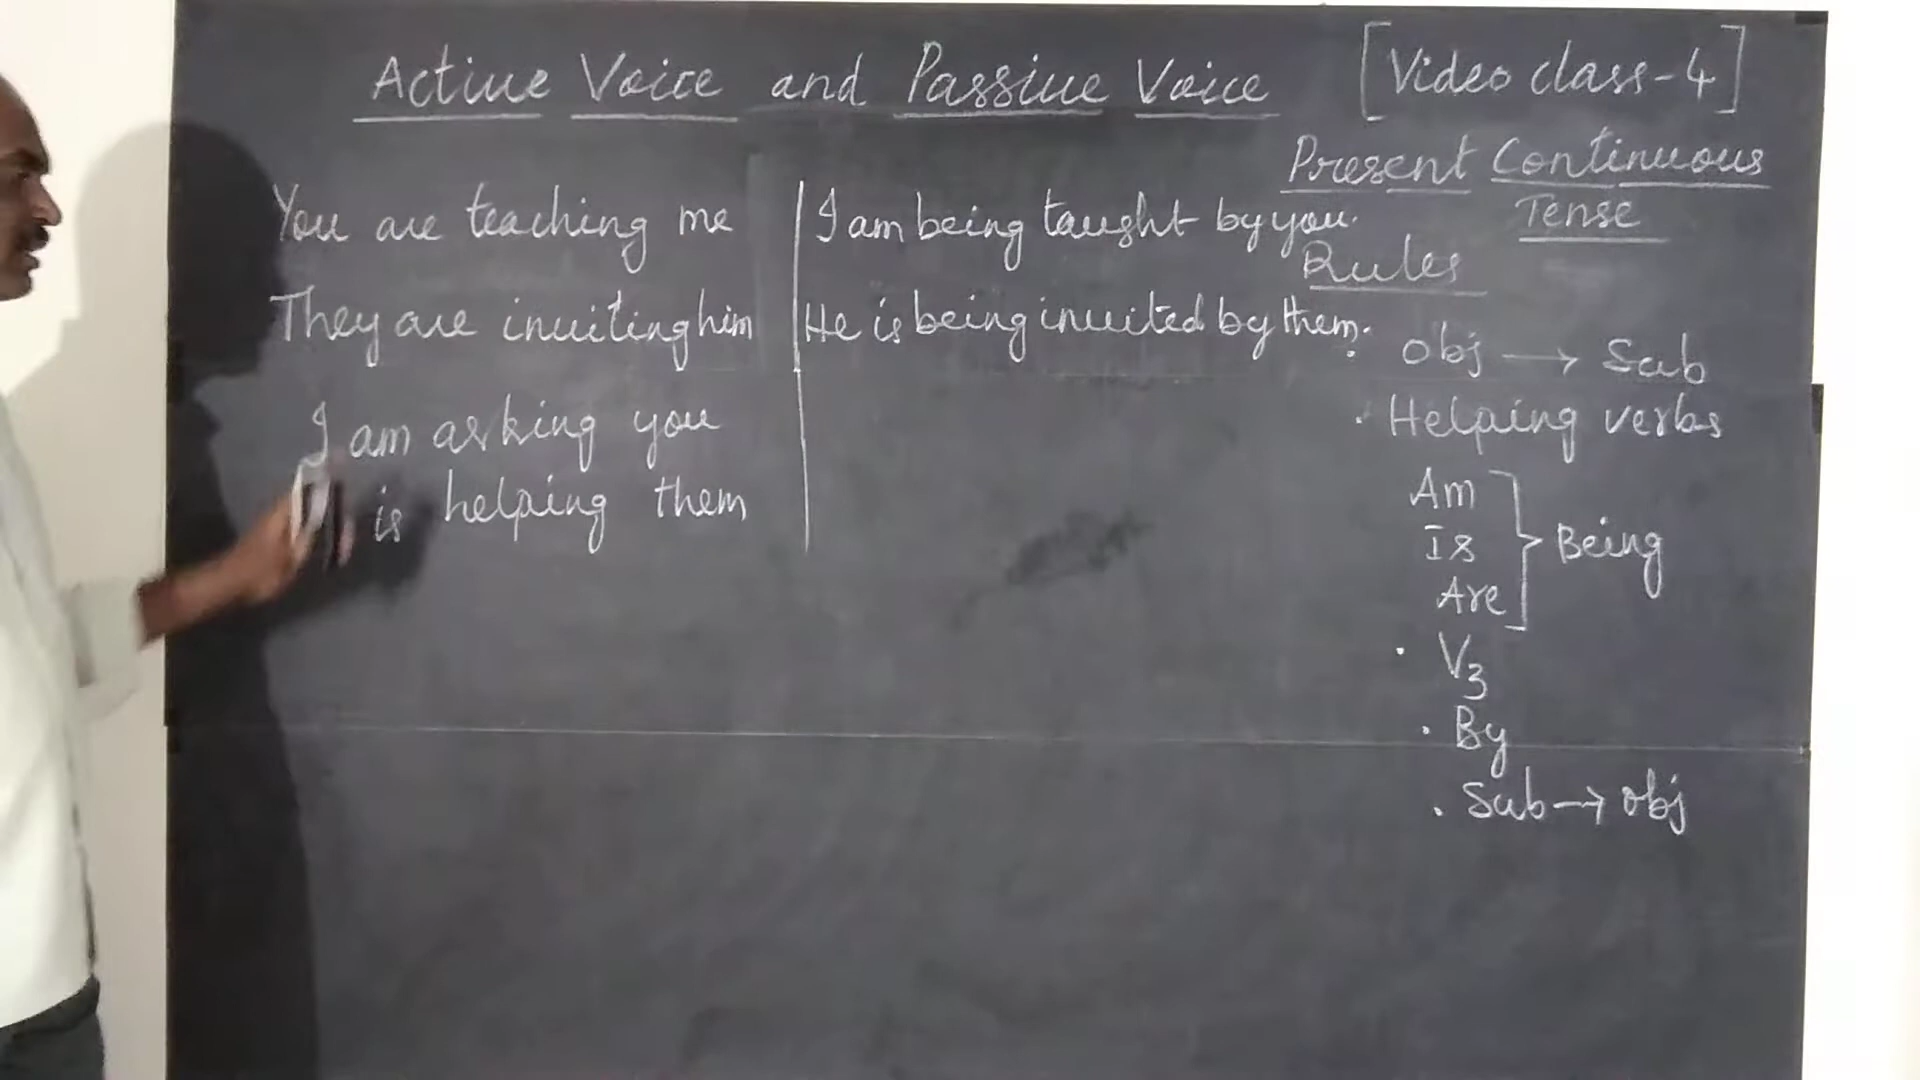 Active Voice and Passive Voice [Video class-4]
Present Continuous
Tense
You are teaching me | I am being taught by you.
They are inviting him | He is being invited by them.
I am asking you
is helping them
Rules
. Obj → Sub
. Helping verbs
Am
Is
Are
} Being
. V3
. By
. Sub → Obj